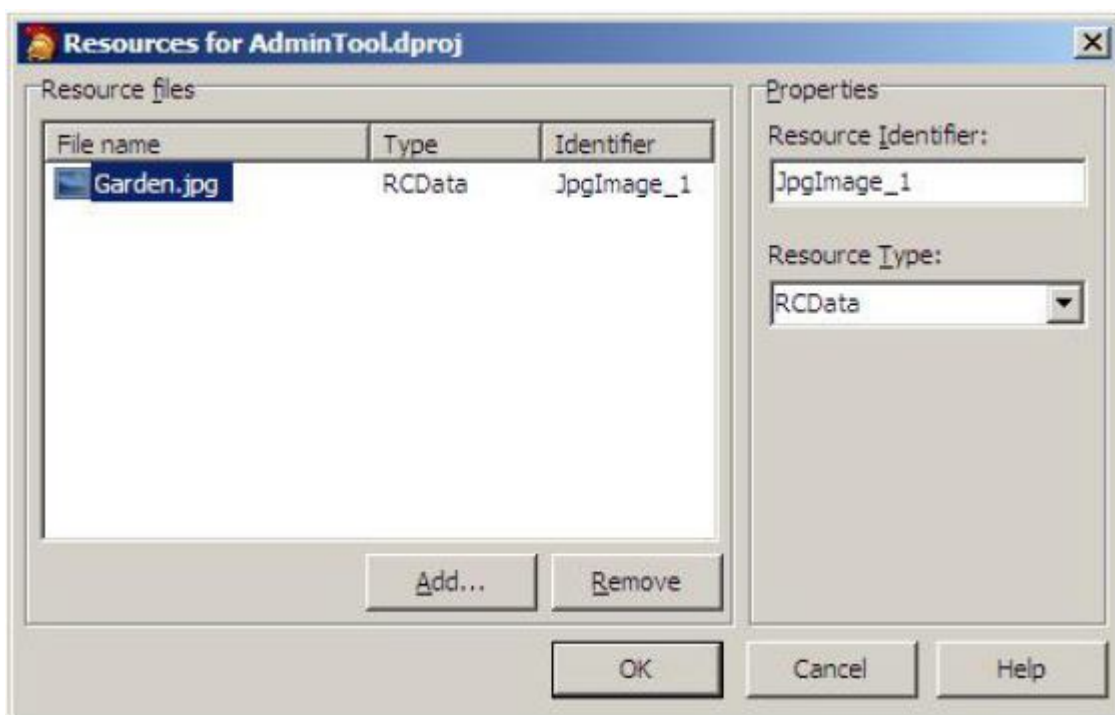 Resources for AdminTool.dproj
Resource files
File name Type Identifier
Garden.jpg RCData JpgImage_1
Add... Remove
Properties
Resource Identifier:
JpgImage_1
Resource Type:
RCData
OK Cancel Help